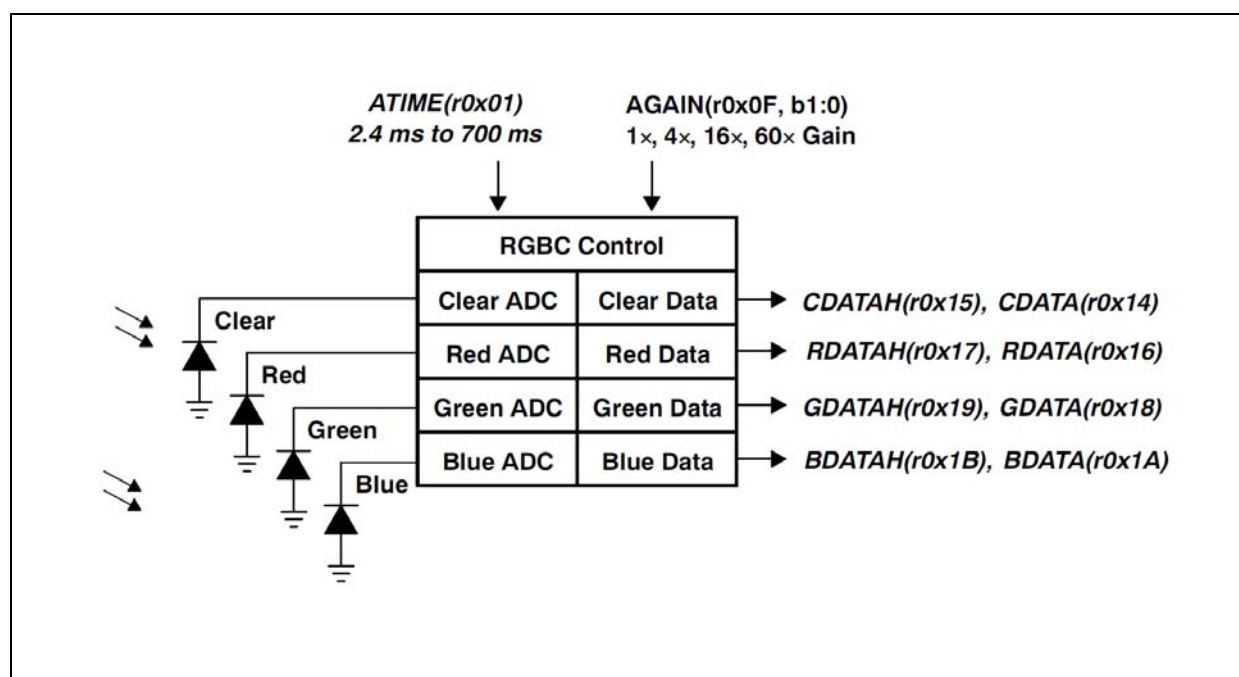 ATIME(r0x01)
2.4 ms to 700 ms
AGAIN(r0x0F, b1:0)
1×, 4×, 16×, 60× Gain
RGBC Control
Clear
Clear ADC
Clear Data
CDATAH(r0x15), CDATA(r0x14)
Red
Red ADC
Red Data
RDATAH(r0x17), RDATA(r0x16)
Green
Green ADC
Green Data
GDATAH(r0x19), GDATA(r0x18)
Blue
Blue ADC
Blue Data
BDATAH(r0x1B), BDATA(r0x1A)